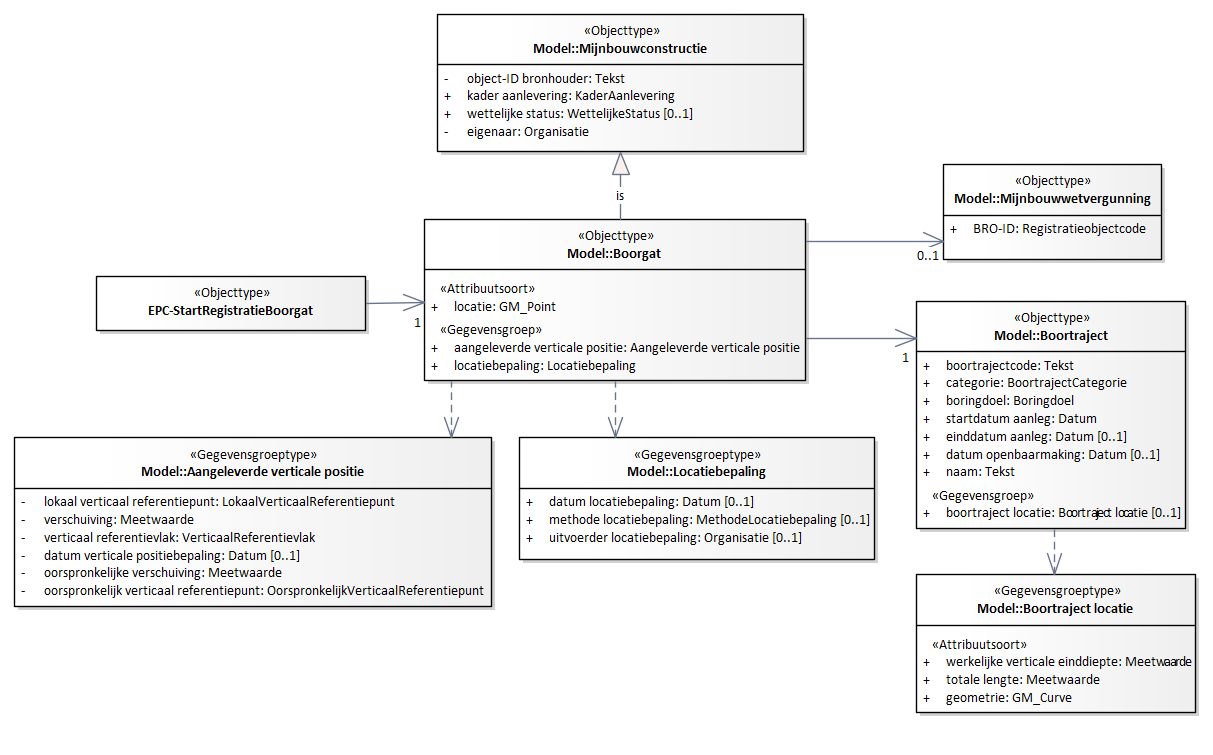 «Objecttype»
Model::Mijnbouwconstructie
- object-ID bronhouder: Tekst
+ kader aanlevering: KaderAanlevering
+ wettelijke status: WettelijkeStatus [0..1]
- eigenaar: Organisatie
is
«Objecttype»
Model::Mijnbouwwetvergunning
+ BRO-ID: Registratieobjectcode
0..1
«Objecttype»
Model::Boorgat
«Attribuutsoort»
+ locatie: GM_Point
«Gegevensgroep»
+ aangeleverde verticale positie: Aangeleverde verticale positie
+ locatiebepaling: Locatiebepaling
«Objecttype»
EPC-StartRegistratieBoorgat
1
1
«Objecttype»
Model::Boortraject
+ boortrajectcode: Tekst
+ categorie: BoortrajectCategorie
+ boringdoel: Boringdoel
+ startdatum aanleg: Datum
+ einddatum aanleg: Datum [0..1]
+ datum openbaarmaking: Datum [0..1]
+ naam: Tekst
«Gegevensgroep»
+ boortraject locatie: Boortraject locatie [0..1]
«Gegevensgroeptype»
Model::Aangeleverde verticale positie
- lokaal verticaal referentiepunt: LokaalVerticaalReferentiepunt
- verschuiving: Meetwaarde
- verticaal referentievlak: VerticaalReferentievlak
- datum verticale positiebepaling: Datum [0..1]
- oorspronkelijke verschuiving: Meetwaarde
- oorspronkelijk verticaal referentiepunt: OorspronkelijkVerticaalReferentiepunt
«Gegevensgroeptype»
Model::Locatiebepaling
+ datum locatiebepaling: Datum [0..1]
+ methode locatiebepaling: MethodeLocatiebepaling [0..1]
+ uitvoerder locatiebepaling: Organisatie [0..1]
«Gegevensgroeptype»
Model::Boortraject locatie
«Attribuutsoort»
+ werkelijke verticale einddiepte: Meetwaarde
+ totale lengte: Meetwaarde
+ geometrie: GM_Curve